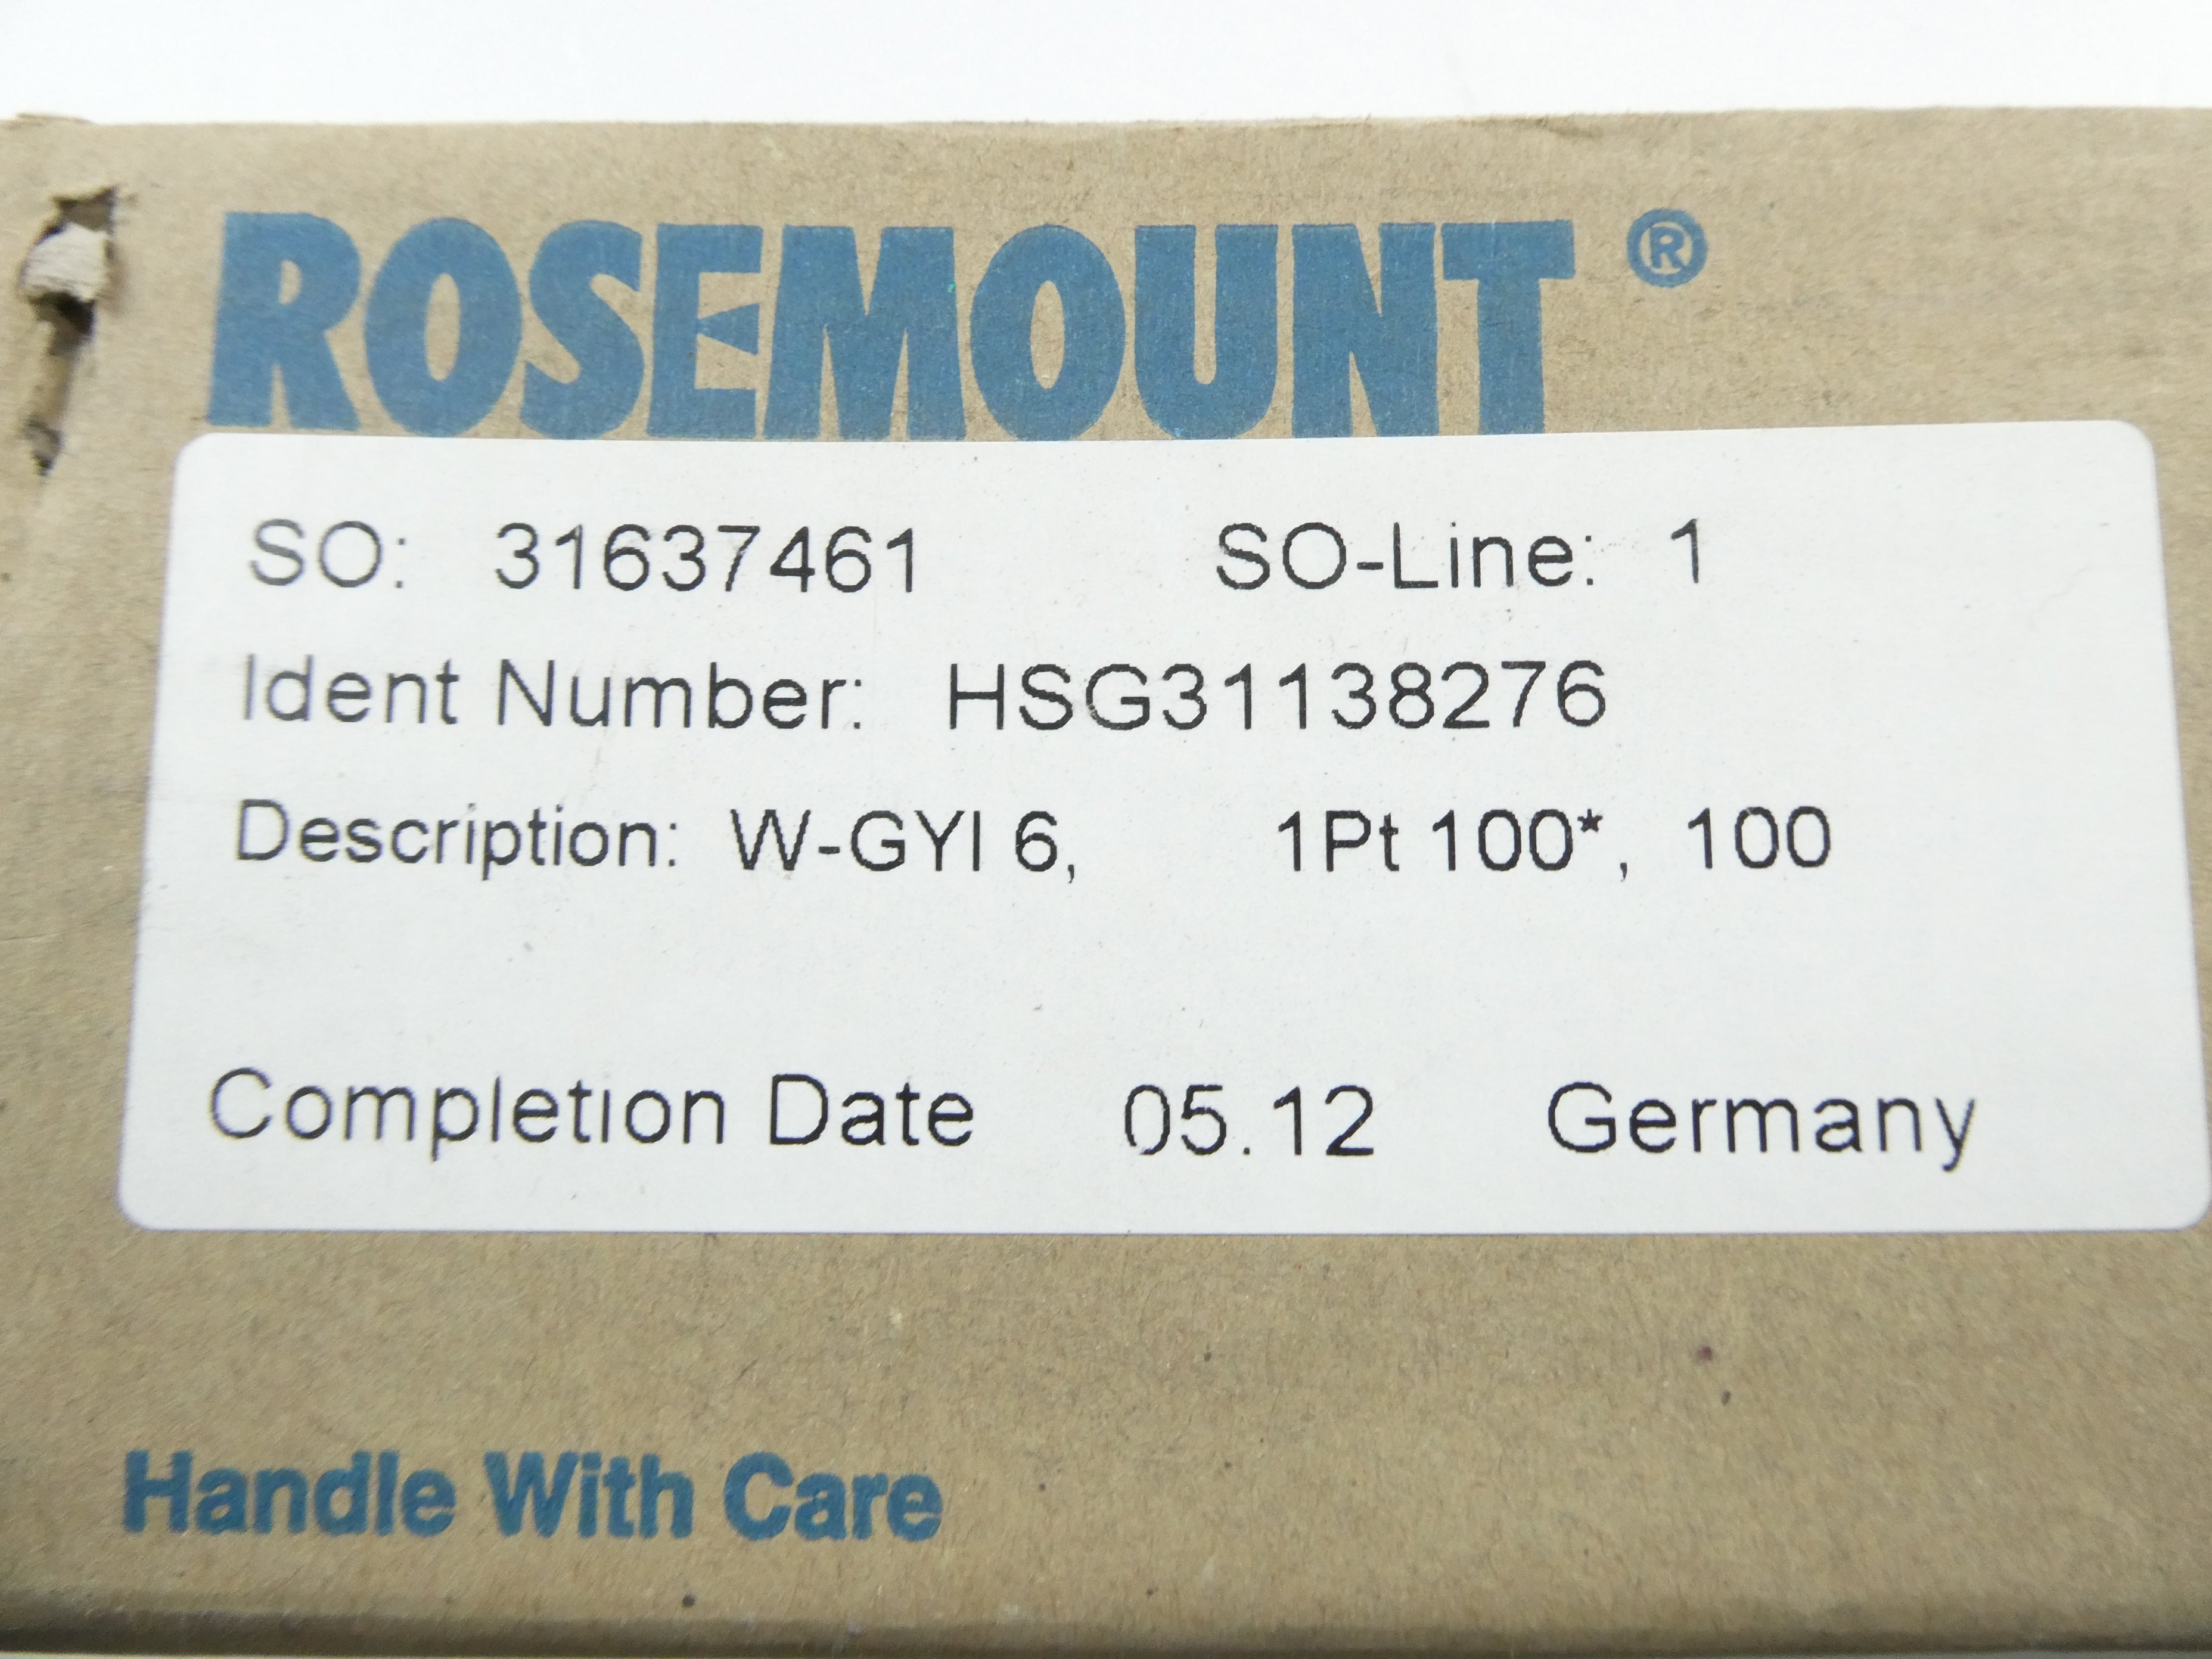 ROSEMOUNT ®
SO: 31637461 SO-Line: 1
Ident Number: HSG31138276
Description: W-GYI 6, 1Pt 100*, 100
Completion Date 05.12 Germany
Handle With Care